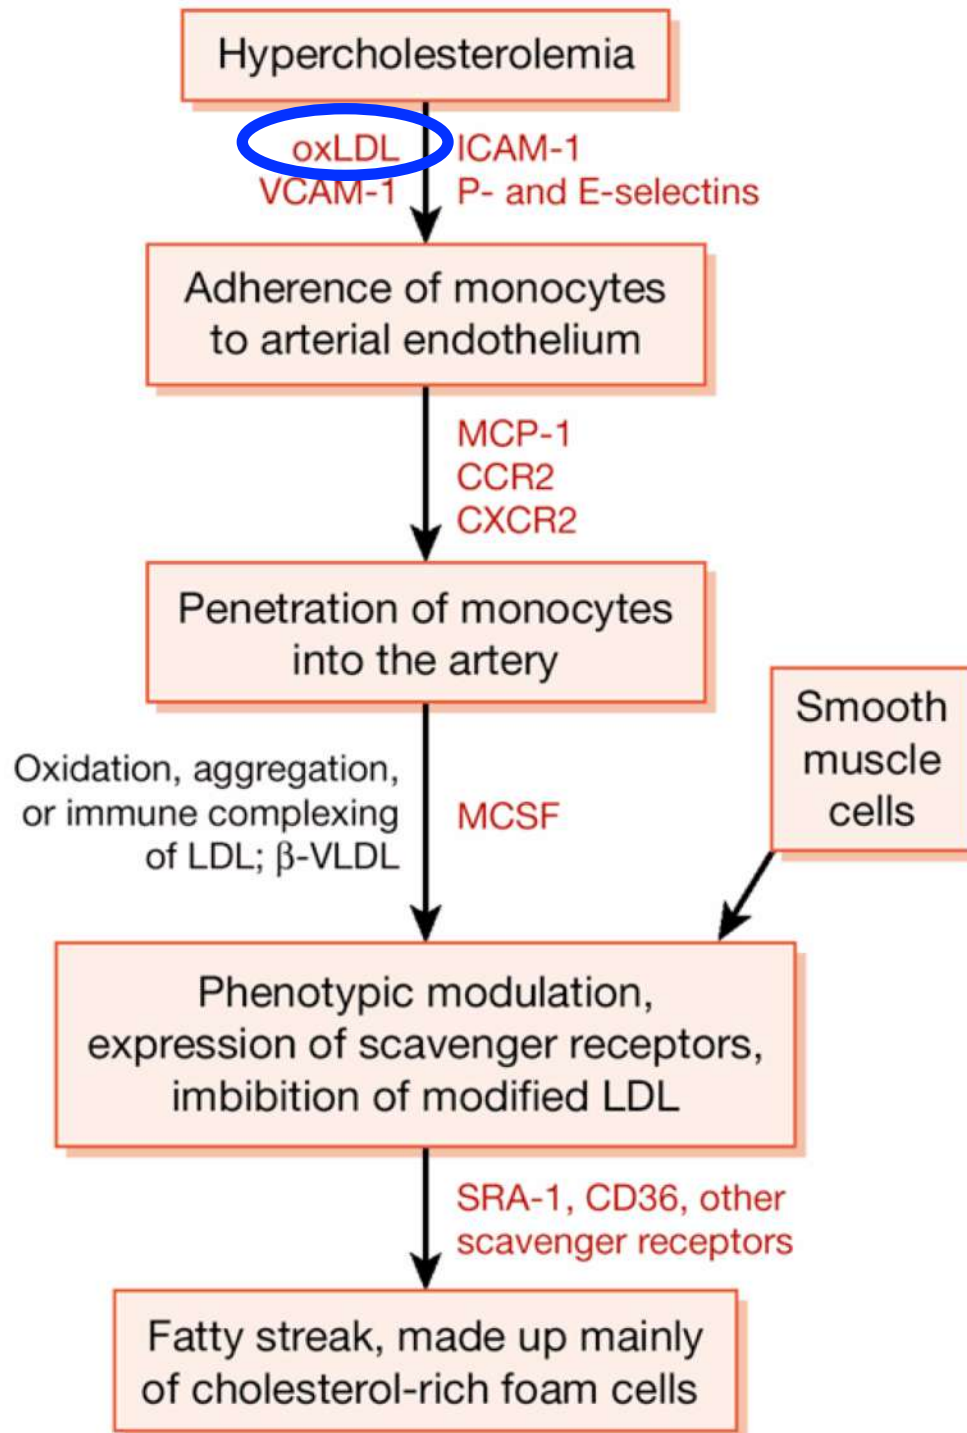 Hypercholesterolemia
oxLDL
VCAM-1
ICAM-1
P- and E-selectins
Adherence of monocytes
to arterial endothelium
MCP-1
CCR2
CXCR2
Penetration of monocytes
into the artery
Oxidation, aggregation,
or immune complexing
of LDL; β-VLDL
MCSF
Smooth
muscle
cells
Phenotypic modulation,
expression of scavenger receptors,
imbibition of modified LDL
SRA-1, CD36, other
scavenger receptors
Fatty streak, made up mainly
of cholesterol-rich foam cells